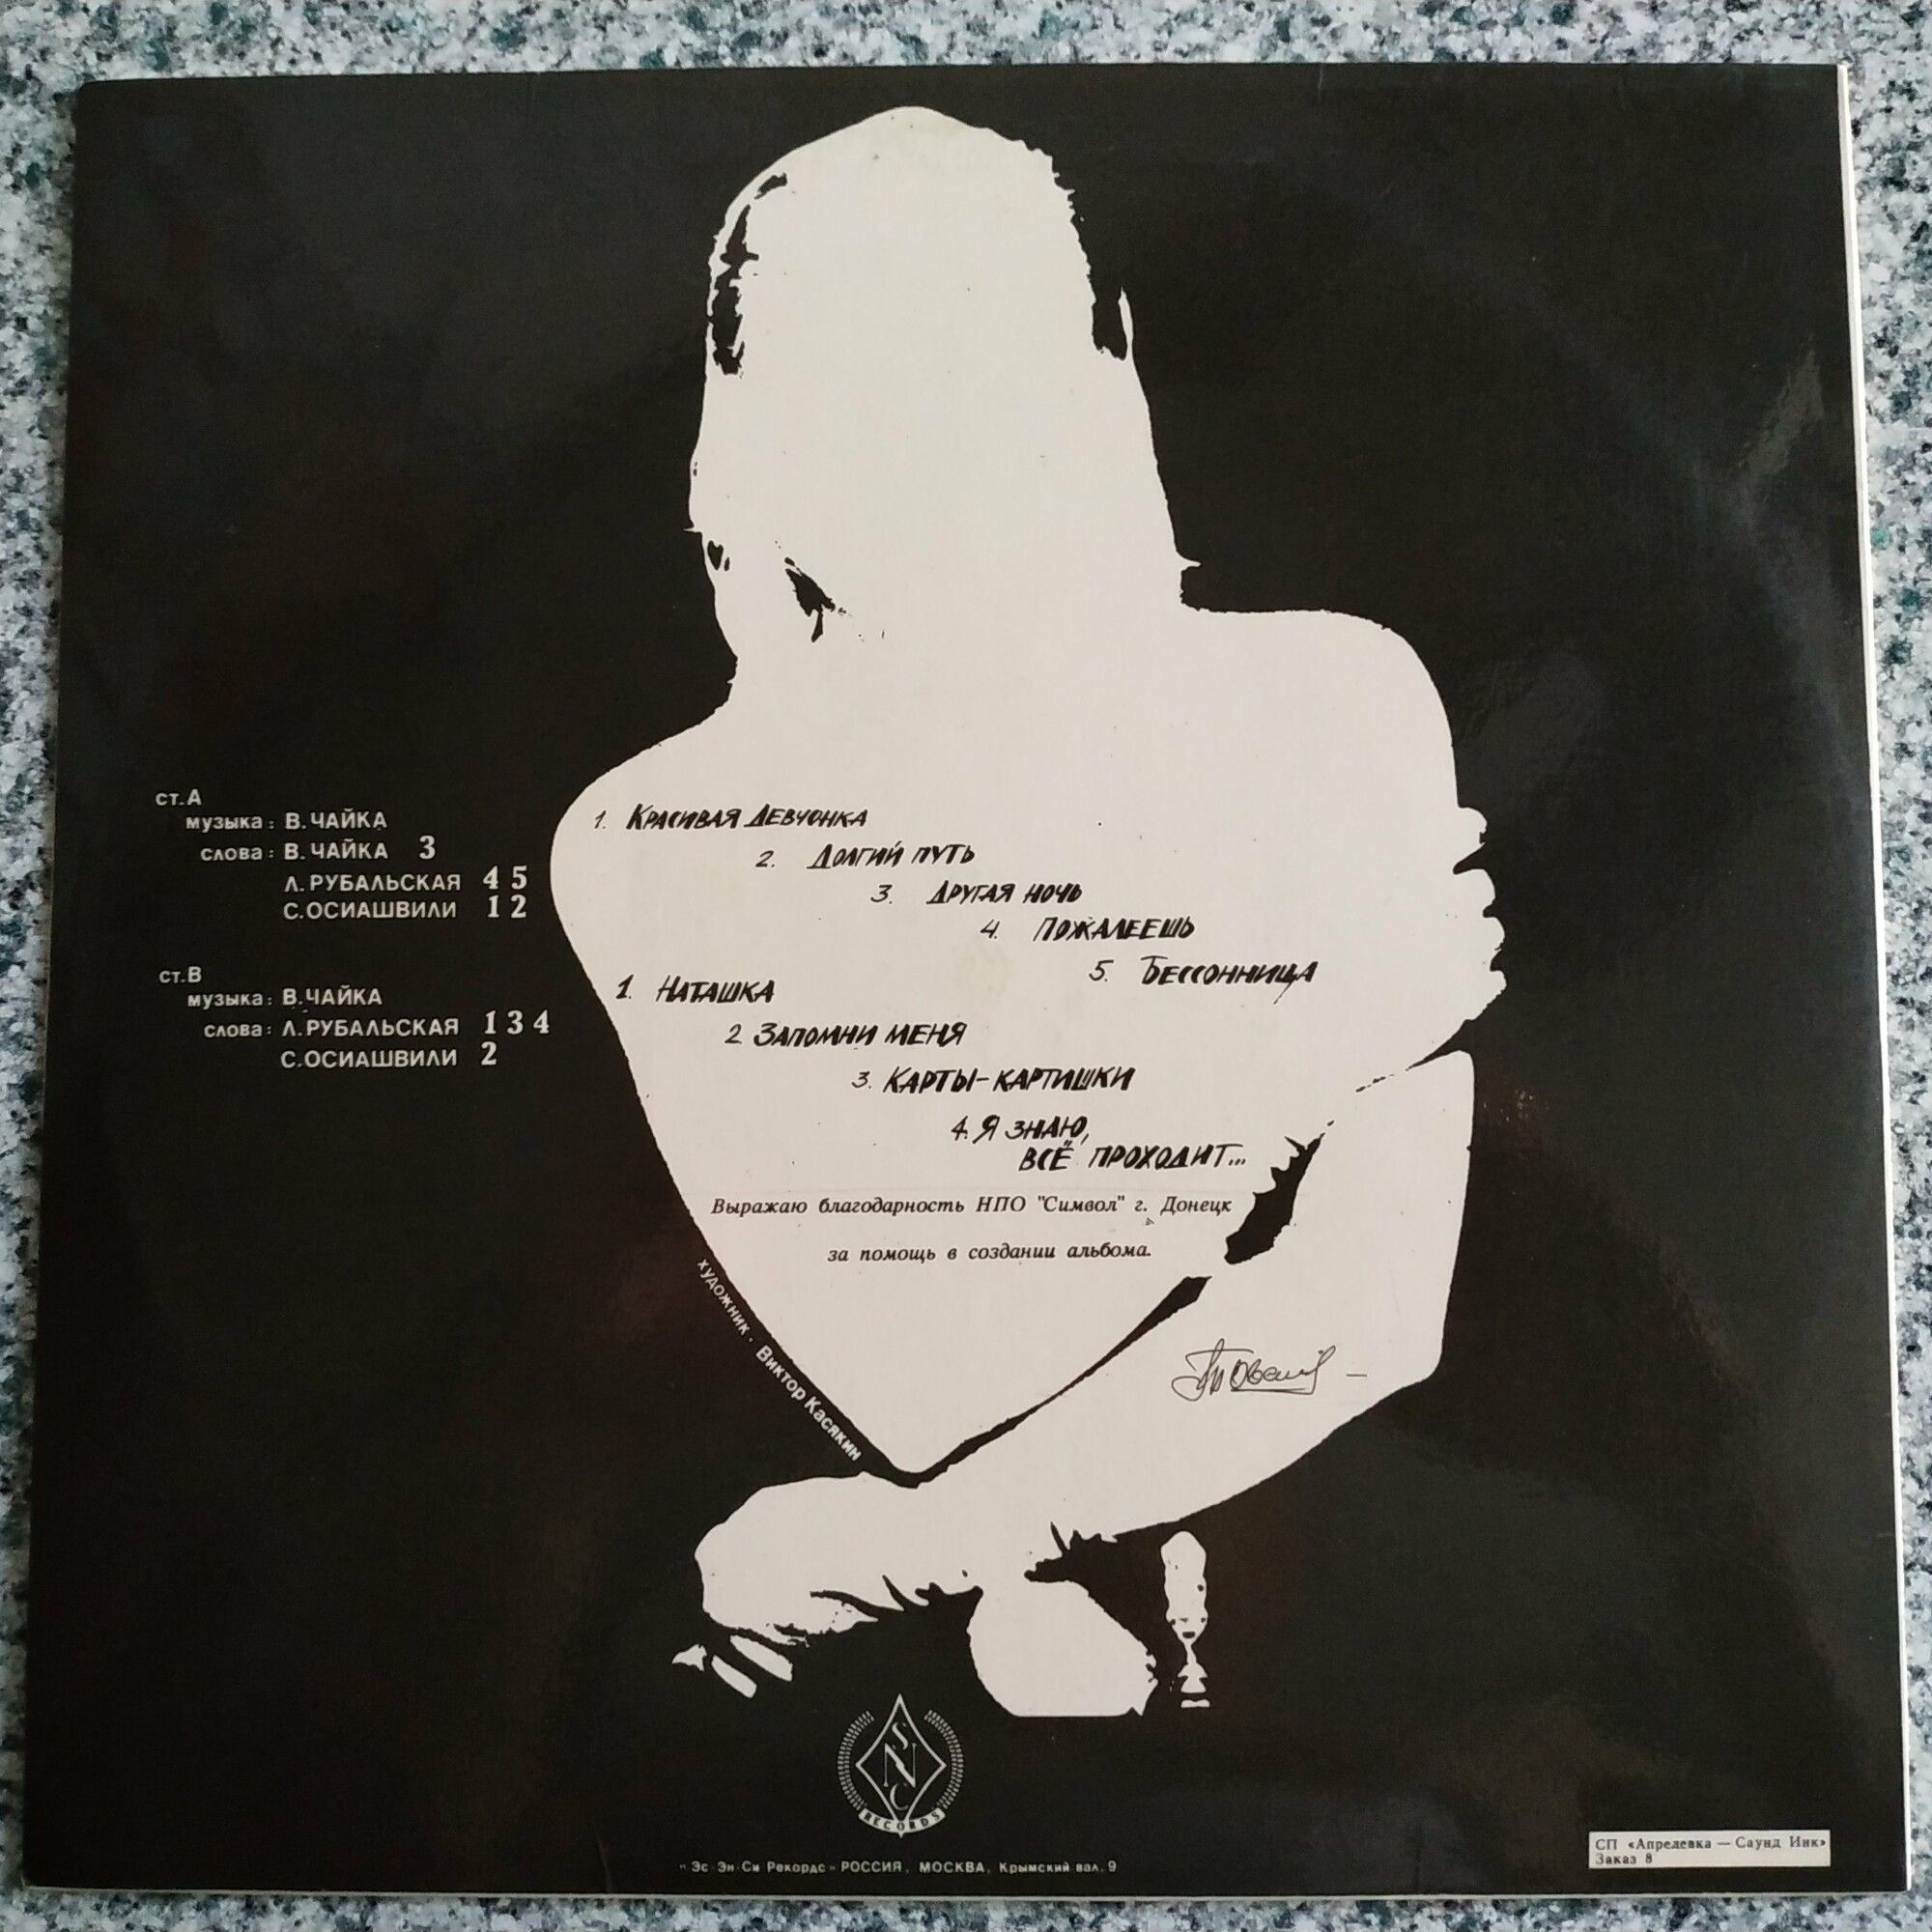 ст.А
музыка: В.ЧАЙКА
слова: В.ЧАЙКА 3
Л.РУБАЛЬСКАЯ 4 5
С.ОСИАШВИЛИ 1 2
ст.В
музыка: В.ЧАЙКА
слова: Л.РУБАЛЬСКАЯ 1 3 4
С.ОСИАШВИЛИ 2
1. КРАСИВАЯ ДЕВЧОНКА
2. ДОЛГИЙ ПУТЬ
3. ДРУГАЯ НОЧЬ
4. ПОЖАЛЕЕШЬ
5. БЕССОННИЦА
1. НАТАШКА
2 ЗАПОМНИ МЕНЯ
3. КАРТЫ-КАРТИШКИ
4. Я ЗНАЮ,
ВСЁ ПРОХОДИТ...
Выражаю благодарность НПО "Символ" г. Донецк
за помощь в создании альбома.
художник · Виктор Касякин
SNC
RECORDS
"Эс-Эн-Си Рекордс" РОССИЯ, МОСКВА, Крымский вал, 9
СП «Апрелевка — Саунд Инк»
Заказ 8